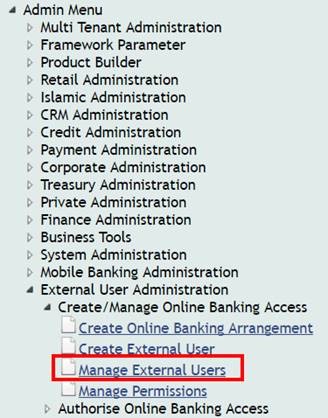 Admin Menu
Multi Tenant Administration
Framework Parameter
Product Builder
Retail Administration
Islamic Administration
CRM Administration
Credit Administration
Payment Administration
Corporate Administration
Treasury Administration
Private Administration
Finance Administration
Business Tools
System Administration
Mobile Banking Administration
External User Administration
Create/Manage Online Banking Access
Create Online Banking Arrangement
Create External User
Manage External Users
Manage Permissions
Authorise Online Banking Access